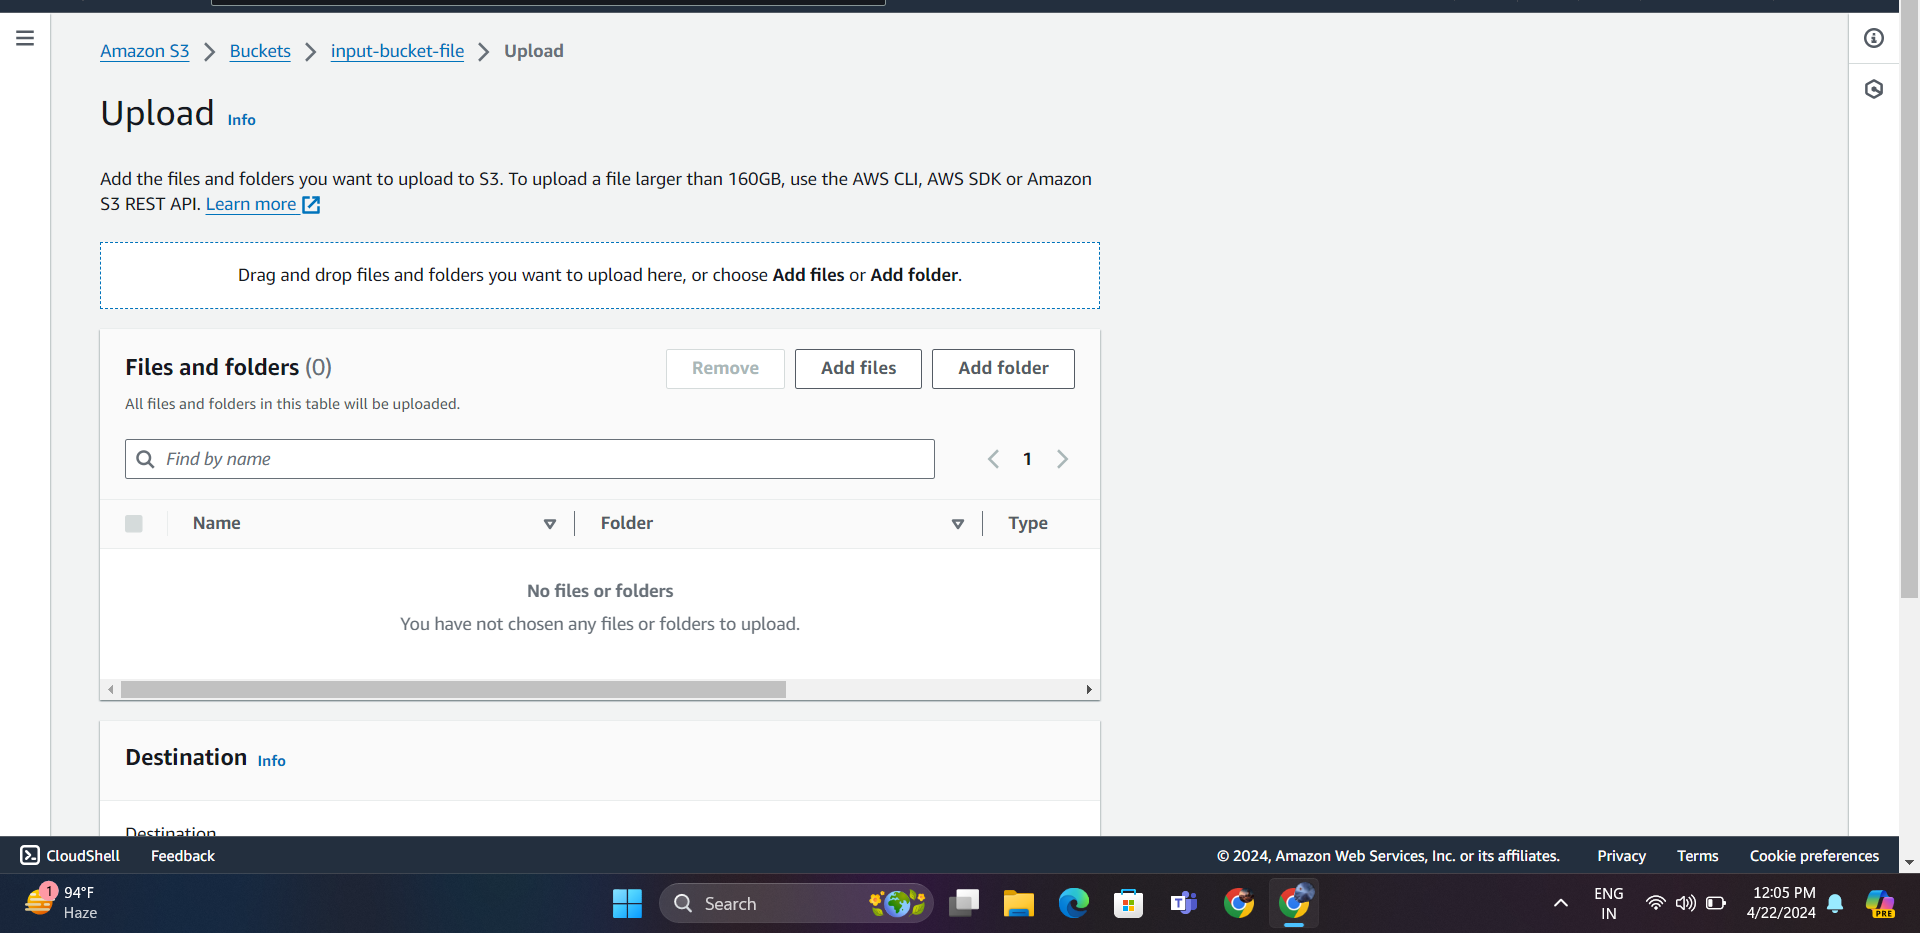 Amazon S3 > Buckets > input-bucket-file > Upload
Upload Info
Add the files and folders you want to upload to S3. To upload a file larger than 160GB, use the AWS CLI, AWS SDK or Amazon
S3 REST API. Learn more
Drag and drop files and folders you want to upload here, or choose Add files or Add folder.
Files and folders (0)
Remove
Add files
Add folder
All files and folders in this table will be uploaded.
Find by name
1
Name
Folder
Type
No files or folders
You have not chosen any files or folders to upload.
Destination Info
Destination
CloudShell
Feedback
© 2024, Amazon Web Services, Inc. or its affiliates.
Privacy
Terms
Cookie preferences
1
94°F
Haze
Search
T
PRE
ENG
IN
12:05 PM
4/22/2024